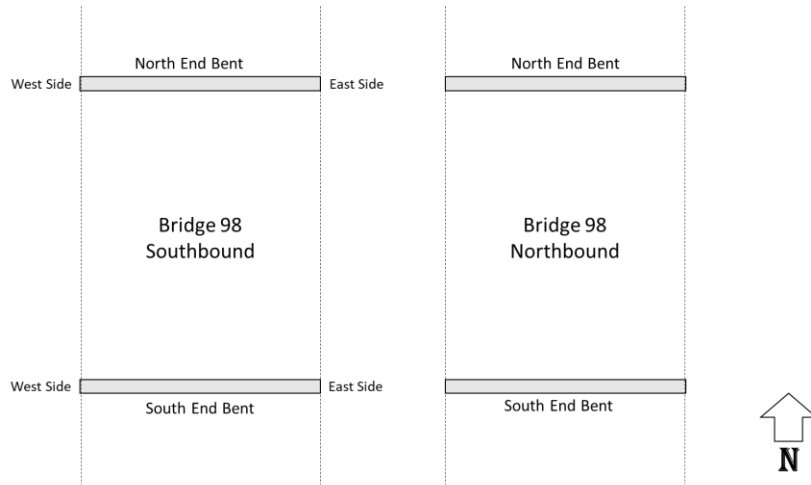 North End Bent
North End Bent
West Side
East Side
Bridge 98
Southbound
Bridge 98
Northbound
West Side
East Side
South End Bent
South End Bent
N